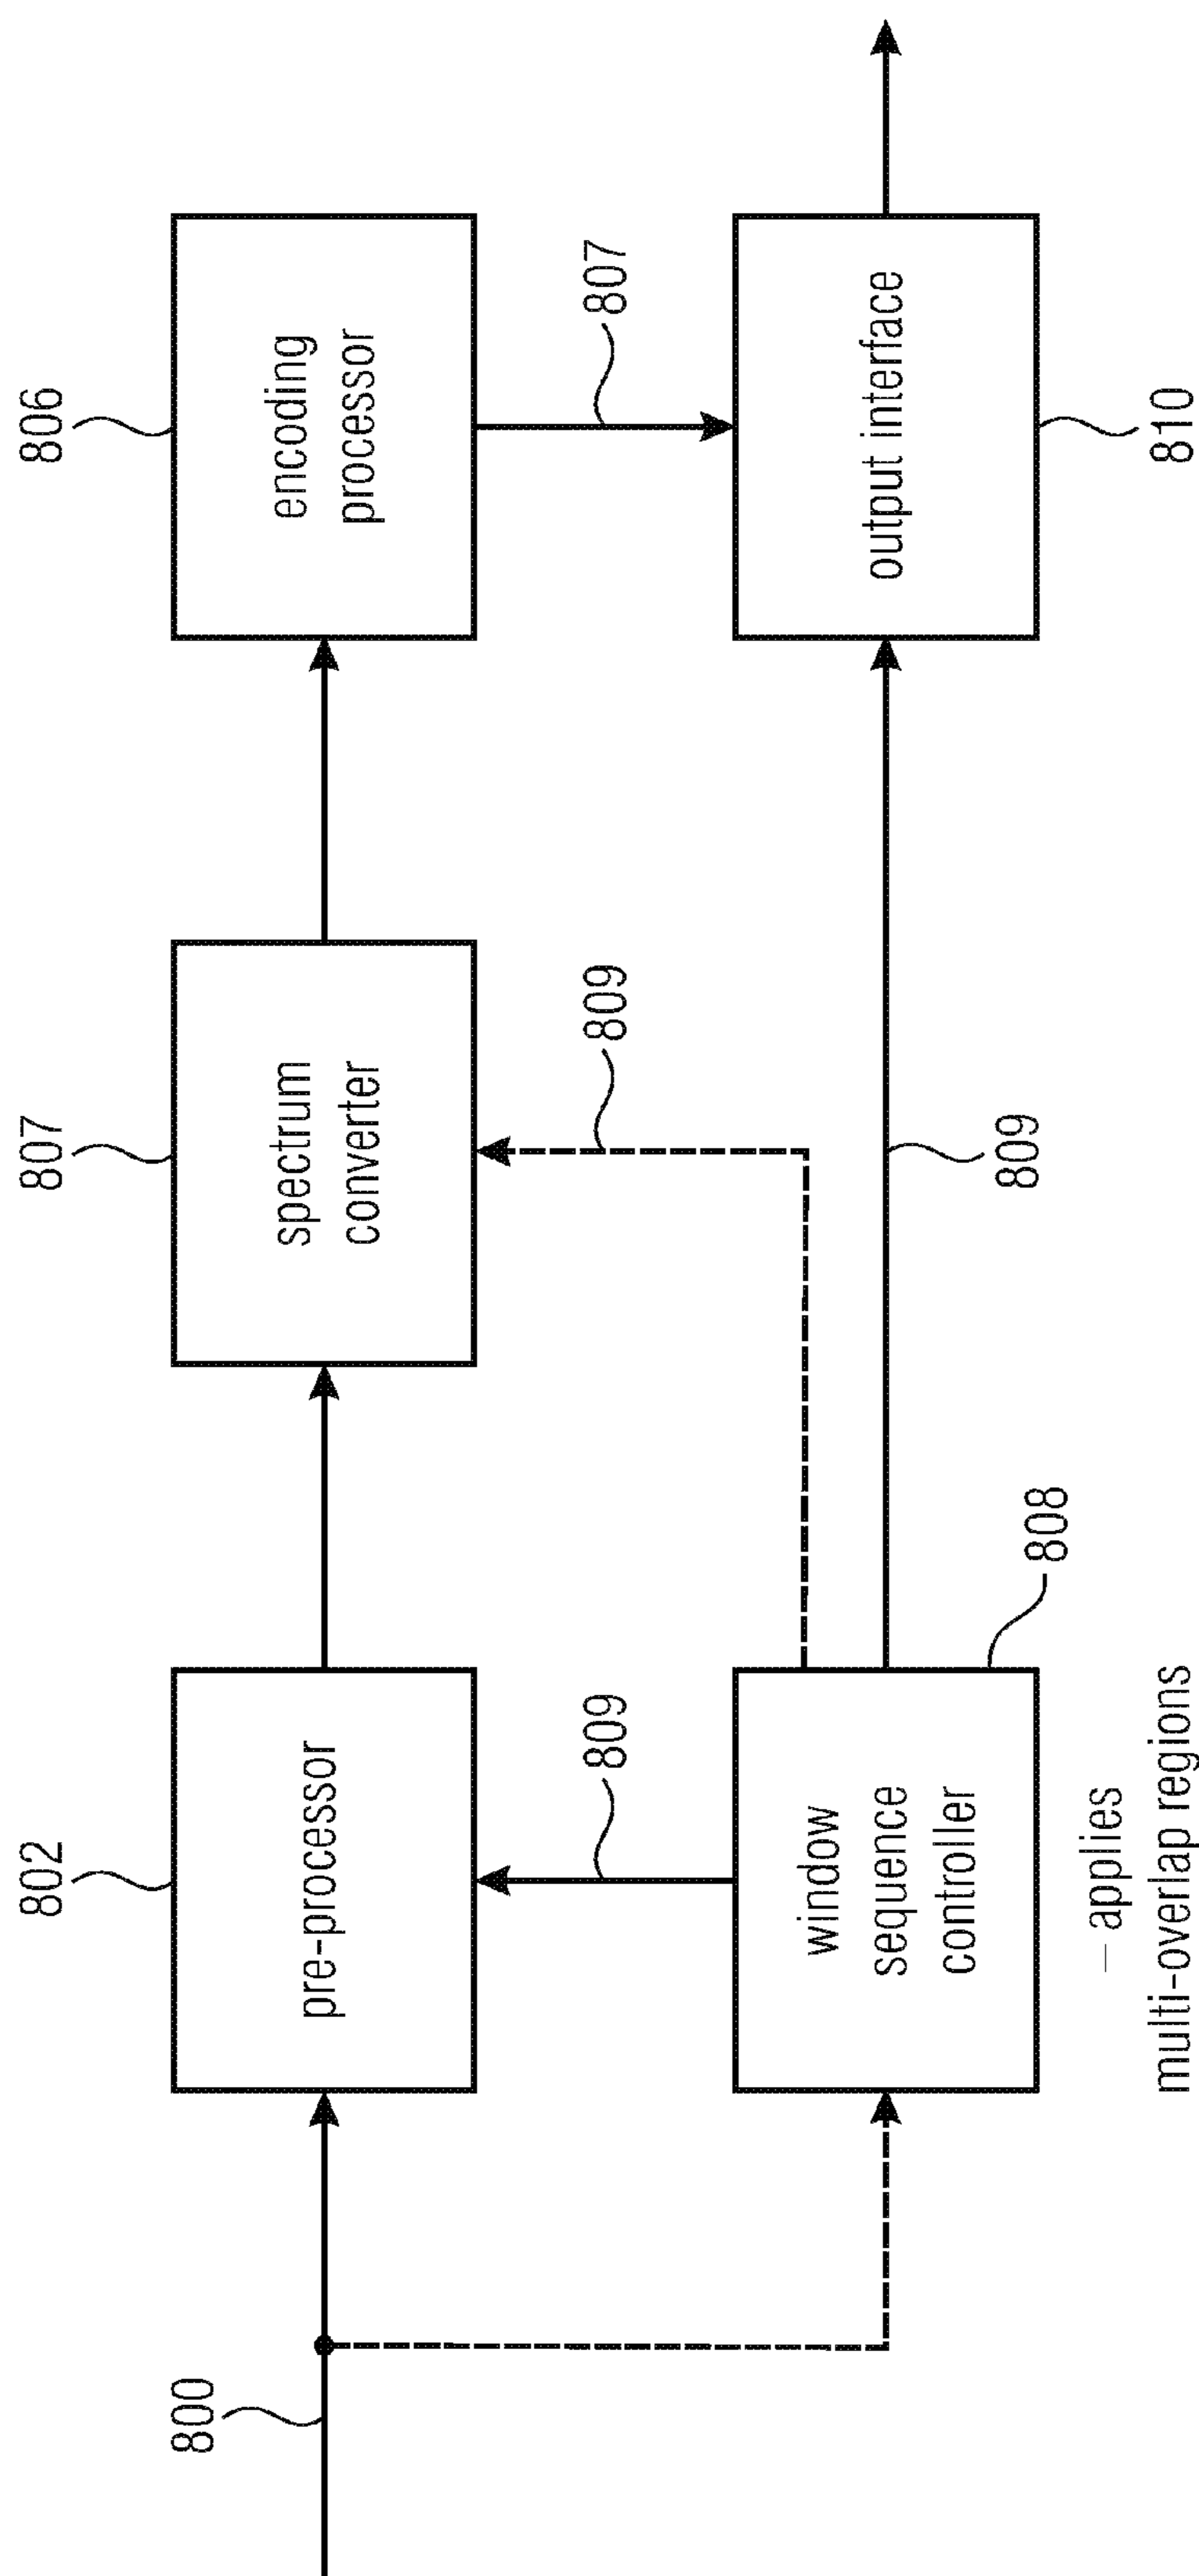 802
807
806
pre-processor
spectrum
converter
encoding
processor
800
809
809
807
window
sequence
controller
output interface
808
809
810
– applies
multi-overlap regions